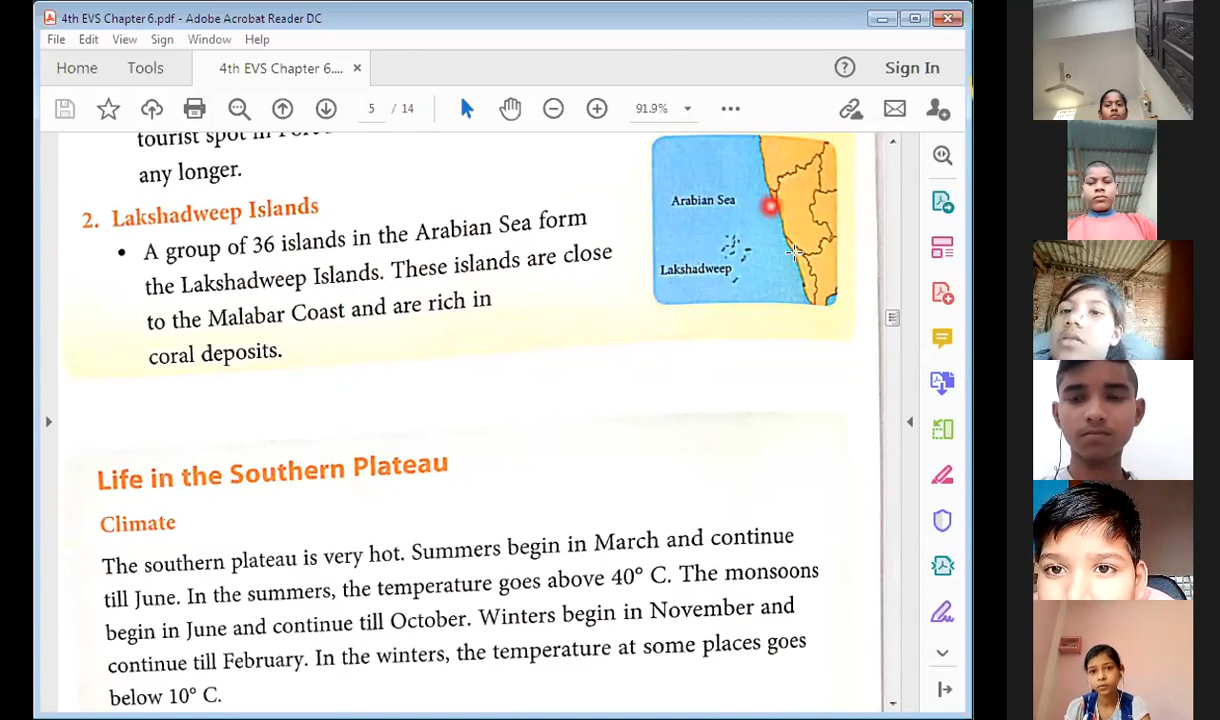 4th EVS Chapter 6.pdf - Adobe Acrobat Reader DC
File Edit View Sign Window Help
Home Tools 4th EVS Chapter 6.... × Sign In
5 / 14 91.9%
tourist spot in
any longer.
2. Lakshadweep Islands
• A group of 36 islands in the Arabian Sea form
the Lakshadweep Islands. These islands are close
to the Malabar Coast and are rich in
coral deposits.
Arabian Sea
Lakshadweep
Life in the Southern Plateau
Climate
The southern plateau is very hot. Summers begin in March and continue
till June. In the summers, the temperature goes above 40° C. The monsoons
begin in June and continue till October. Winters begin in November and
continue till February. In the winters, the temperature at some places goes
below 10° C.